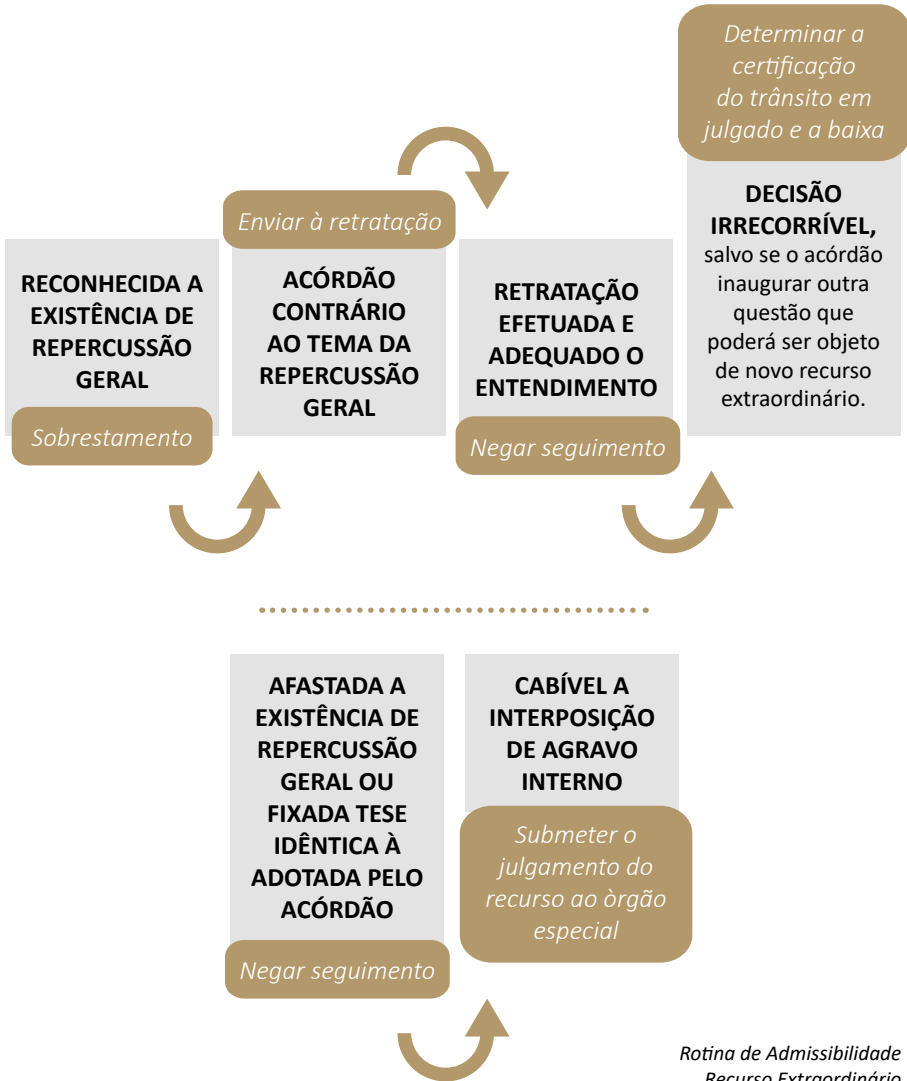 RECONHECIDA A
EXISTÊNCIA DE
REPERCUSSÃO
GERAL
Sobrestamento
Enviar à retratação
ACÓRDÃO
CONTRÁRIO
AO TEMA DA
REPERCUSSÃO
GERAL
RETRATAÇÃO
EFETUADA E
ADEQUADO O
ENTENDIMENTO
Negar seguimento
Determinar a
certificação
do trânsito em
julgado e a baixa
DECISÃO
IRRECORRÍVEL,
salvo se o acórdão
inaugurar outra
questão que
poderá ser objeto
de novo recurso
extraordinário.
AFASTADA A
EXISTÊNCIA DE
REPERCUSSÃO
GERAL OU
FIXADA TESE
IDÊNTICA À
ADOTADA PELO
ACÓRDÃO
Negar seguimento
CABÍVEL A
INTERPOSIÇÃO
DE AGRAVO
INTERNO
Submeter o
julgamento do
recurso ao òrgão
especial
Rotina de Admissibilidade
Recurso Extraordinário